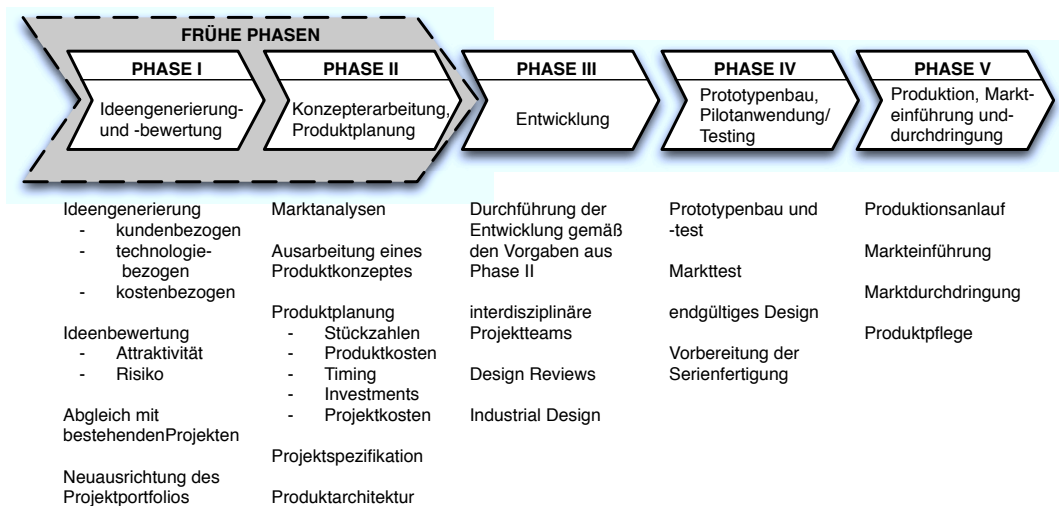 FRÜHE PHASEN
PHASE I
Ideengenerierung-
und -bewertung
PHASE II
Konzepterarbeitung,
Produktplanung
PHASE III
Entwicklung
PHASE IV
Prototypenbau,
Pilotanwendung/
Testing
PHASE V
Produktion, Markt-
einführung und-
durchdringung
Ideengenerierung
- kundenbezogen
- technologie-
bezogen
- kostenbezogen
Ideenbewertung
- Attraktivität
- Risiko
Abgleich mit
bestehendenProjekten
Neuausrichtung des
Projektportfolios
Marktanalysen
Ausarbeitung eines
Produktkonzeptes
Produktplanung
- Stückzahlen
- Produktkosten
- Timing
- Investments
- Projektkosten
Projektspezifikation
Produktarchitektur
Durchführung der
Entwicklung gemäß
den Vorgaben aus
Phase II
interdisziplinäre
Projektteams
Design Reviews
Industrial Design
Prototypenbau und
-test
Markttest
endgültiges Design
Vorbereitung der
Serienfertigung
Produktionsanlauf
Markteinführung
Marktdurchdringung
Produktpflege